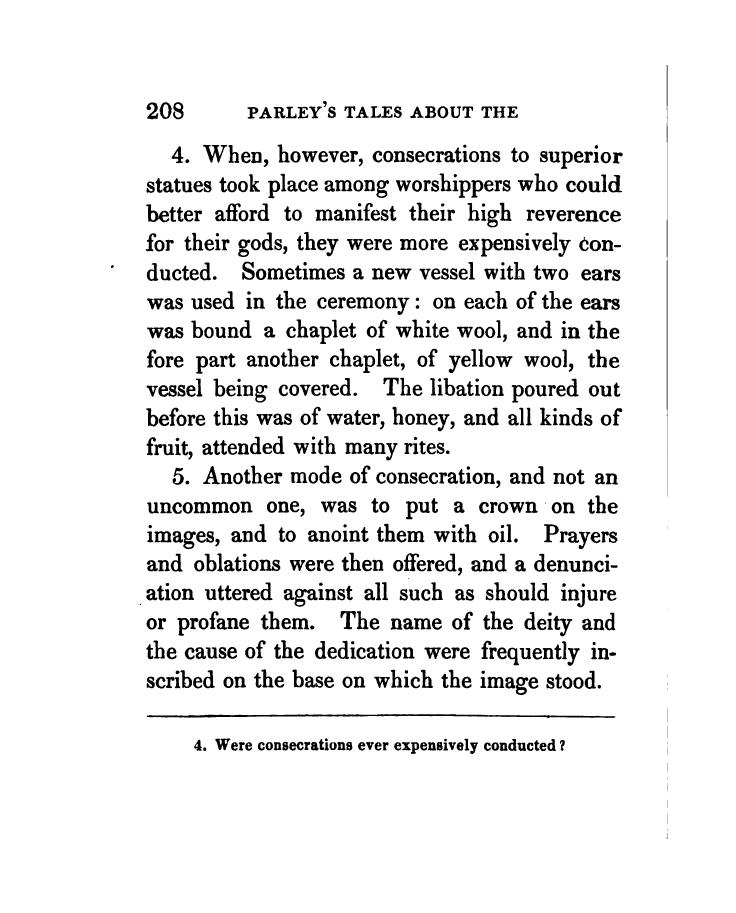 208 PARLEY'S TALES ABOUT THE
4. When, however, consecrations to superior
statues took place among worshippers who could
better afford to manifest their high reverence
for their gods, they were more expensively con-
ducted. Sometimes a new vessel with two ears
was used in the ceremony: on each of the ears
was bound a chaplet of white wool, and in the
fore part another chaplet, of yellow wool, the
vessel being covered. The libation poured out
before this was of water, honey, and all kinds of
fruit, attended with many rites.
5. Another mode of consecration, and not an
uncommon one, was to put a crown on the
images, and to anoint them with oil. Prayers
and oblations were then offered, and a denunci-
ation uttered against all such as should injure
or profane them. The name of the deity and
the cause of the dedication were frequently in-
scribed on the base on which the image stood.
4. Were consecrations ever expensively conducted?